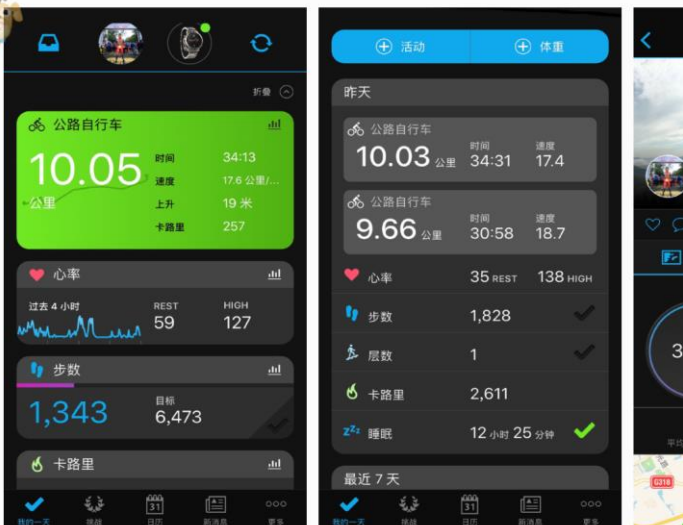 折叠
公路自行车
10.05
公里
时间 34:13
速度 17.6 公里/...
上升 19 米
卡路里 257
心率
过去 4 小时
REST
59
HIGH
127
步数
1,343
目标
6,473
卡路里
我的一天
挑战
31
日历
新消息
更多
活动
体重
昨天
公路自行车
10.03 公里
时间
34:31
速度
17.4
公路自行车
9.66 公里
时间
30:58
速度
18.7
心率 35 REST 138 HIGH
步数 1,828
层数 1
卡路里 2,611
zzz 睡眠 12 小时 25 分钟
最近 7 天
我的一天
挑战
31
日历
新消息
更多
3
平均
G318